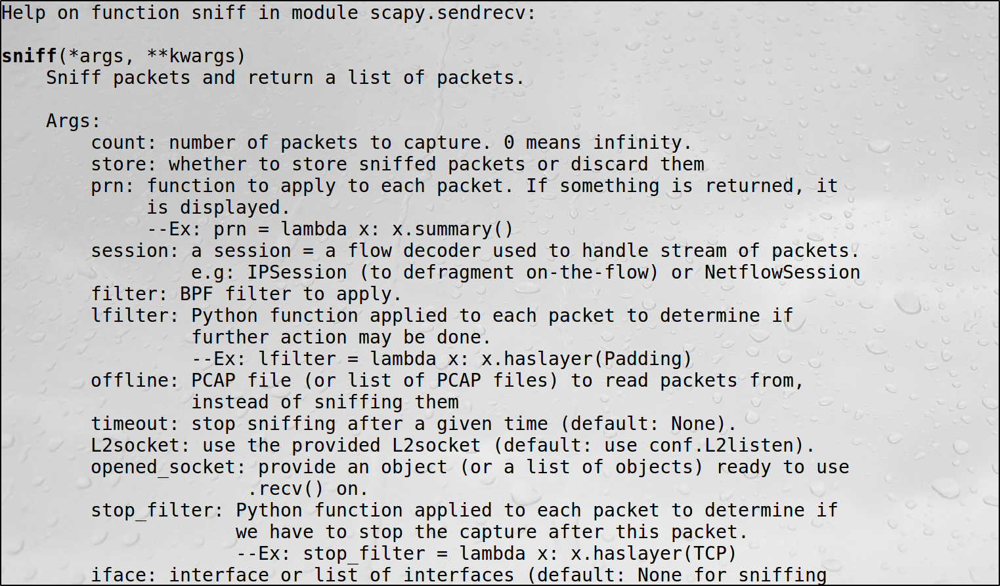 Help on function sniff in module scapy.sendrecv:

sniff(*args, **kwargs)
    Sniff packets and return a list of packets.

    Args:
        count: number of packets to capture. 0 means infinity.
        store: whether to store sniffed packets or discard them
        prn: function to apply to each packet. If something is returned, it
             is displayed.
             --Ex: prn = lambda x: x.summary()
        session: a session = a flow decoder used to handle stream of packets.
                 e.g: IPSession (to defragment on-the-flow) or NetflowSession
        filter: BPF filter to apply.
        lfilter: Python function applied to each packet to determine if
                 further action may be done.
                 --Ex: lfilter = lambda x: x.haslayer(Padding)
        offline: PCAP file (or list of PCAP files) to read packets from,
                 instead of sniffing them
        timeout: stop sniffing after a given time (default: None).
        L2socket: use the provided L2socket (default: use conf.L2listen).
        opened_socket: provide an object (or a list of objects) ready to use
                      .recv() on.
        stop_filter: Python function applied to each packet to determine if
                     we have to stop the capture after this packet.
                     --Ex: stop_filter = lambda x: x.haslayer(TCP)
        iface: interface or list of interfaces (default: None for sniffing